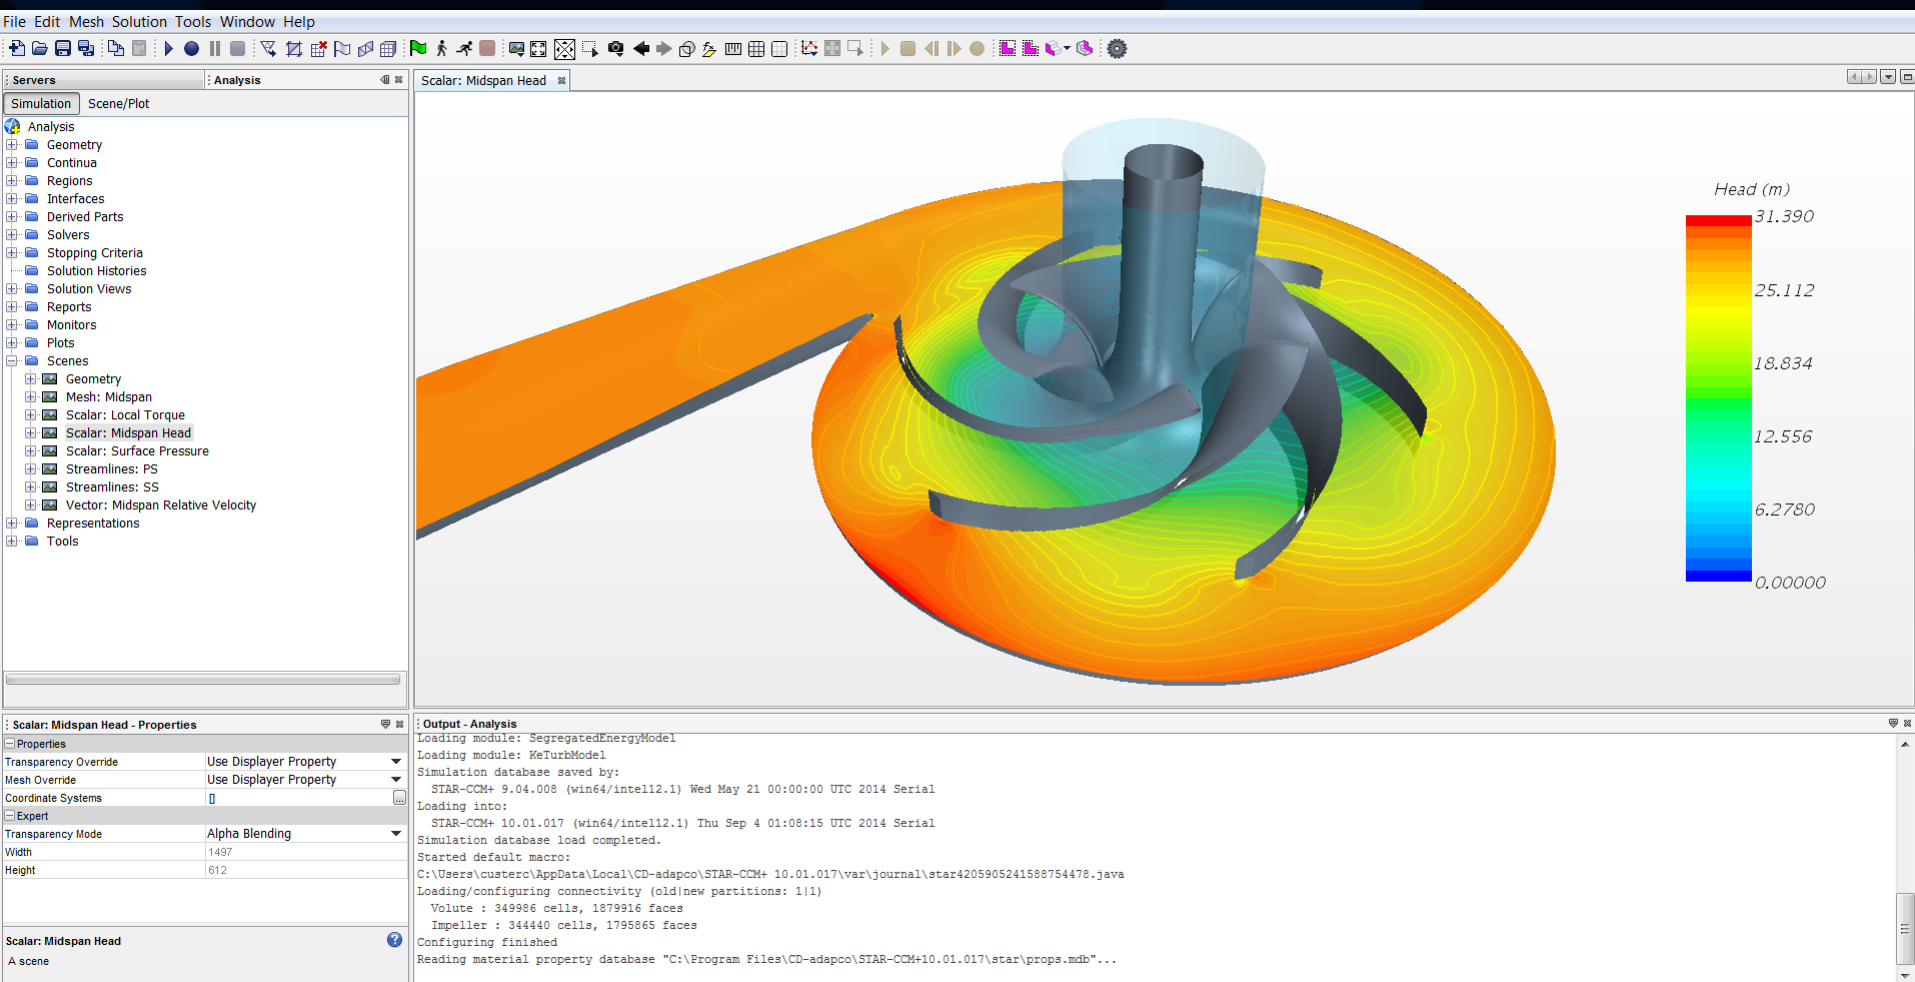 File Edit Mesh Solution Tools Window Help
Servers
Analysis
Simulation Scene/Plot
Analysis
Geometry
Continua
Regions
Interfaces
Derived Parts
Solvers
Stopping Criteria
Solution Histories
Solution Views
Reports
Monitors
Plots
Scenes
Geometry
Mesh: Midspan
Scalar: Local Torque
Scalar: Midspan Head
Scalar: Surface Pressure
Streamlines: PS
Streamlines: SS
Vector: Midspan Relative Velocity
Representations
Tools
Scalar: Midspan Head
Head (m)
31.390
25.112
18.834
12.556
6.2780
0.00000
Scalar: Midspan Head - Properties
Properties
Transparency Override Use Displayer Property
Mesh Override Use Displayer Property
Coordinate Systems []
Expert
Transparency Mode Alpha Blending
Width 1497
Height 612
Scalar: Midspan Head
A scene
Output - Analysis
Loading module: SegregatedEnergyModel
Loading module: KeTurbModel
Simulation database saved by:
STAR-CCM+ 9.04.008 (win64/intel12.1) Wed May 21 00:00:00 UTC 2014 Serial
Loading into:
STAR-CCM+ 10.01.017 (win64/intel12.1) Thu Sep 4 01:08:15 UTC 2014 Serial
Simulation database load completed.
Started default macro:
C:\Users\custerc\AppData\Local\CD-adapco\STAR-CCM+ 10.01.017\var\journal\star4205905241588754478.java
Loading/configuring connectivity (old|new partitions: 1|1)
Volute : 349986 cells, 1879916 faces
Impeller : 344440 cells, 1795865 faces
Configuring finished
Reading material property database "C:\Program Files\CD-adapco\STAR-CCM+10.01.017\star\props.mdb"...